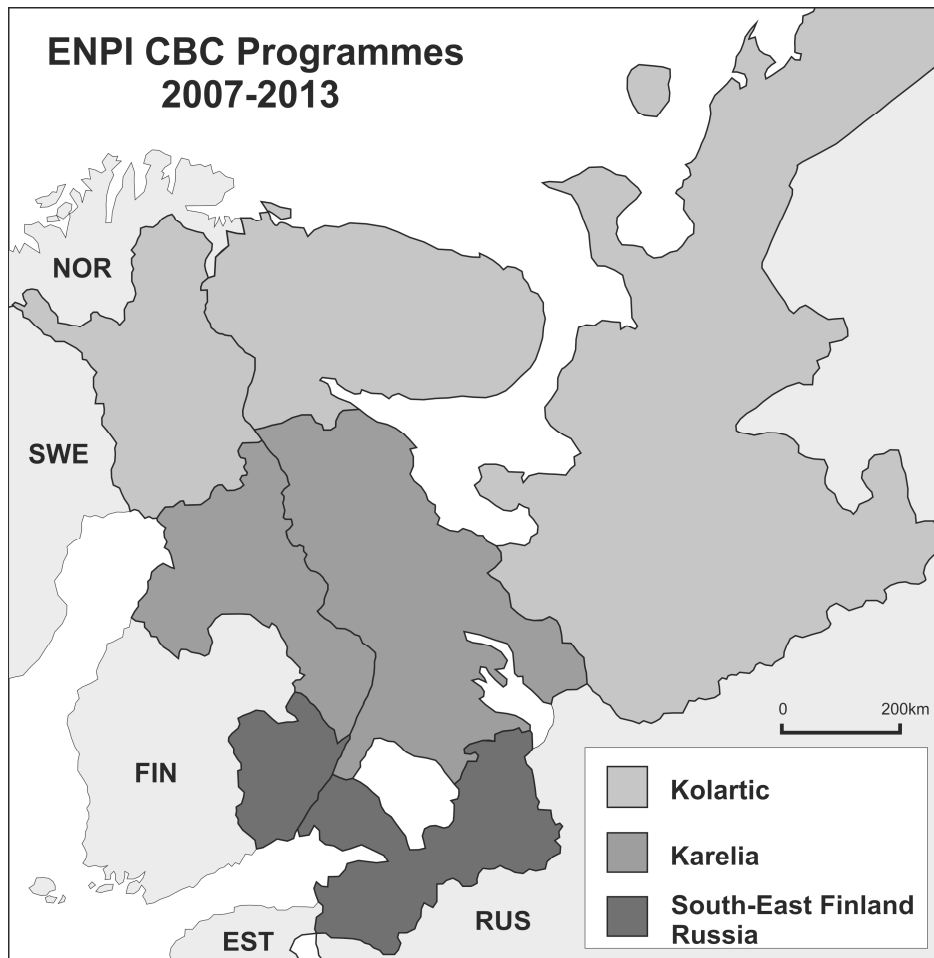 ENPI CBC Programmes
2007-2013
NOR
SWE
FIN
EST
RUS
0 200km
Kolartic
Karelia
South-East Finland
Russia